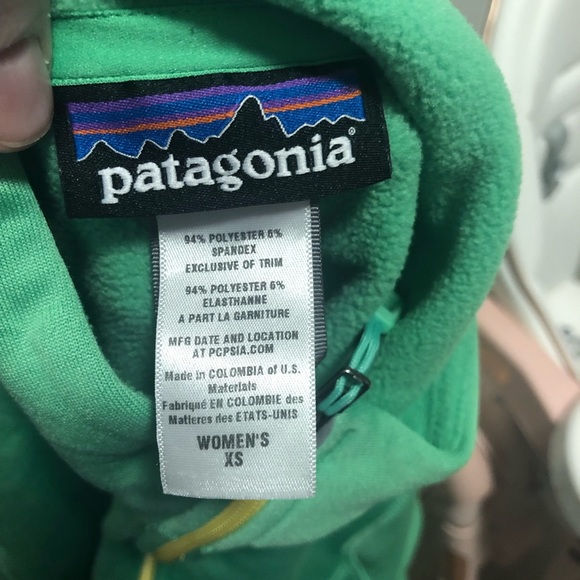 patagonia®
94% POLYESTER 6%
SPANDEX
EXCLUSIVE OF TRIM
94% POLYESTER 6%
ELASTHANNE
A PART LA GARNITURE
MFG DATE AND LOCATION
AT PCPSIA.COM
Made in COLOMBIA of U.S.
Materials
Fabriqué EN COLOMBIE des
Matieres des ETATS-UNIS
WOMEN'S
XS